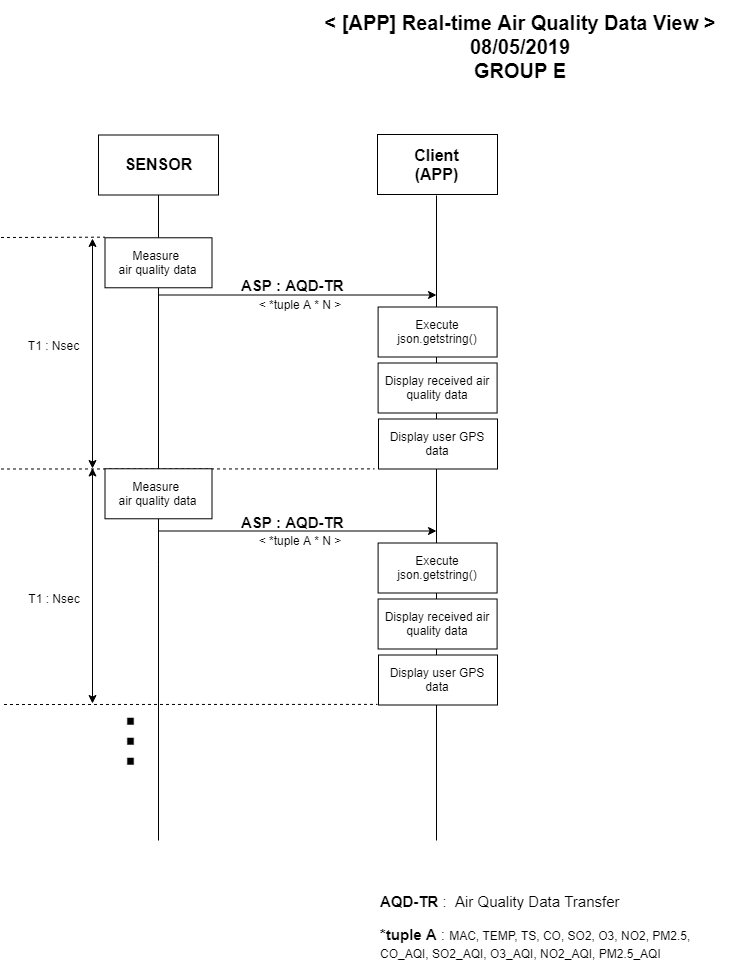 < [APP] Real-time Air Quality Data View >
08/05/2019
GROUP E
SENSOR
Client
(APP)
Measure
air quality data
ASP : AQD-TR
< *tuple A * N >
Execute
json.getstring()
T1 : Nsec
Display received air
quality data
Display user GPS
data
Measure
air quality data
ASP : AQD-TR
< *tuple A * N >
Execute
json.getstring()
T1 : Nsec
Display received air
quality data
Display user GPS
data
AQD-TR : Air Quality Data Transfer
*tuple A : MAC, TEMP, TS, CO, SO2, O3, NO2, PM2.5,
CO_AQI, SO2_AQI, O3_AQI, NO2_AQI, PM2.5_AQI